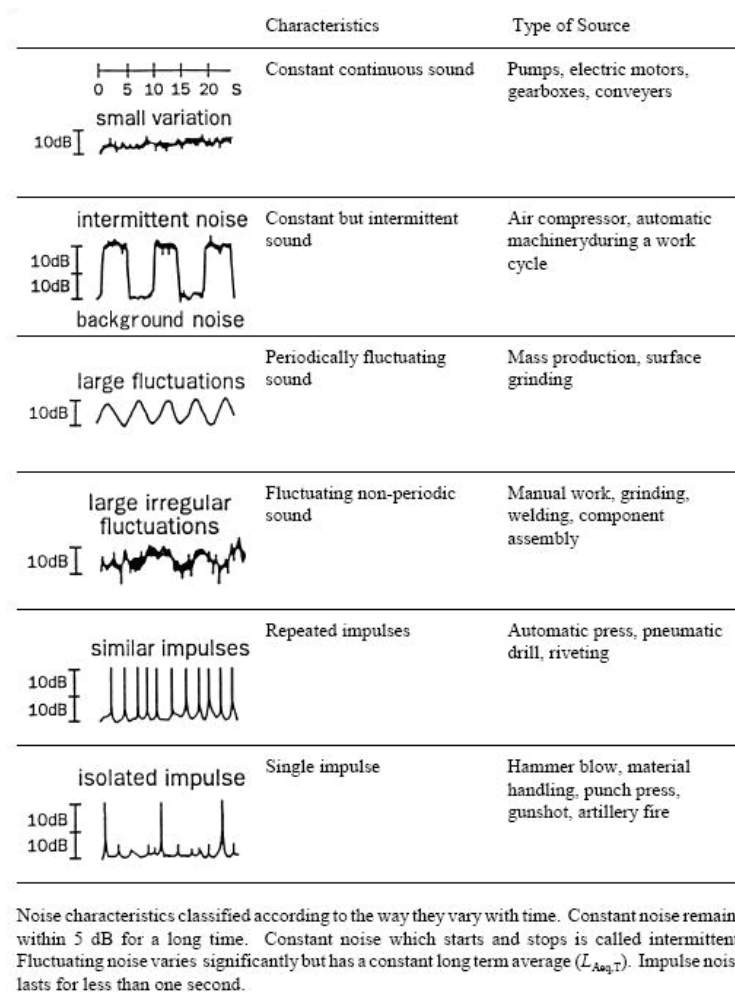 Characteristics Type of Source
Constant continuous sound Pumps, electric motors,
gearboxes, conveyers
0 5 10 15 20 S
small variation
10dB
intermittent noise Constant but intermittent Air compressor, automatic
sound machineryduring a work
cycle
10dB
10dB
background noise
Periodically fluctuating Mass production, surface
sound grinding
large fluctuations
10dB
large irregular Fluctuating non-periodic Manual work, grinding,
fluctuations sound welding, component
assembly
10dB
Repeated impulses Automatic press, pneumatic
similar impulses drill, riveting
10dB
10dB
isolated impulse Single impulse Hammer blow, material
handling, punch press,
gunshot, artillery fire
10dB
10dB
Noise characteristics classified according to the way they vary with time. Constant noise remain
within 5 dB for a long time. Constant noise which starts and stops is called intermittent
Fluctuating noise varies significantly but has a constant long term average (LAeq,T). Impulse nois
lasts for less than one second.